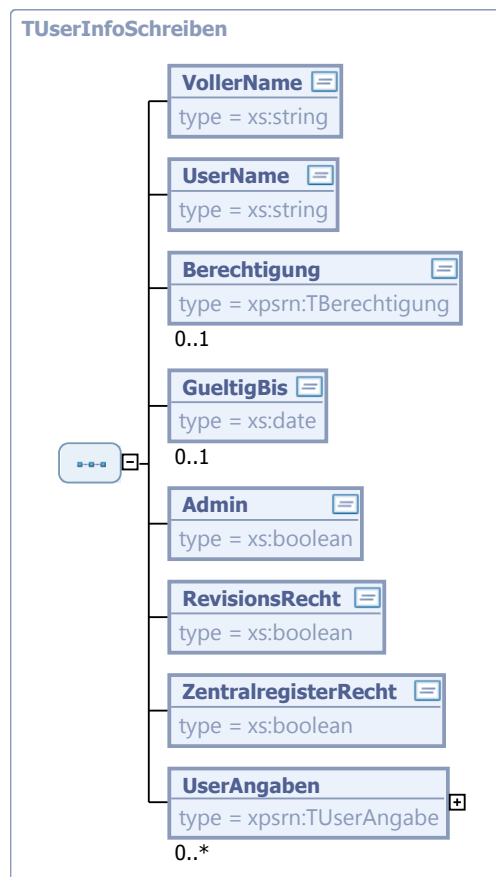 TUserInfoSchreiben
VollerName
type = xs:string
UserName
type = xs:string
Berechtigung
type = xpsrn:TBerechtigung
0..1
GueltigBis
type = xs:date
0..1
Admin
type = xs:boolean
RevisionsRecht
type = xs:boolean
ZentralregisterRecht
type = xs:boolean
UserAngaben
type = xpsrn:TUserAngabe
0..*